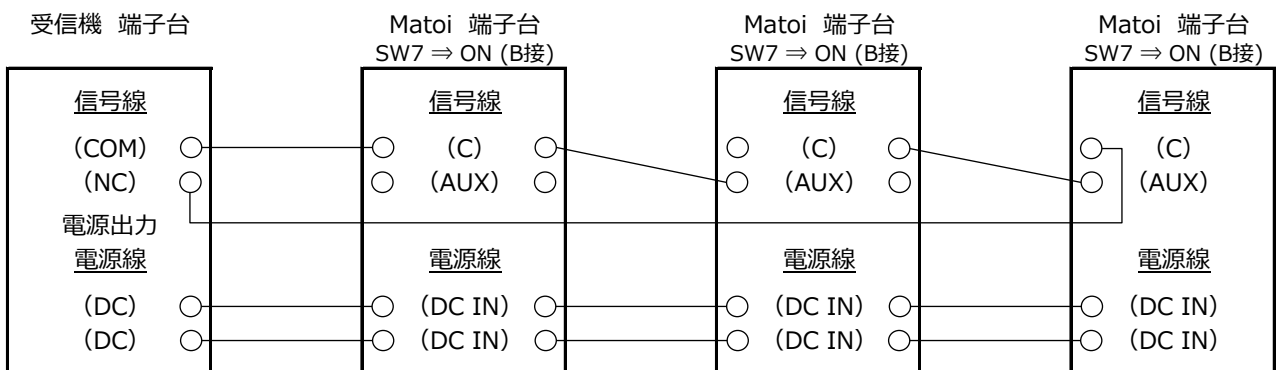 受信機 端子台
Matoi 端子台
SW7 ⇒ ON (B接)
Matoi 端子台
SW7 ⇒ ON (B接)
Matoi 端子台
SW7 ⇒ ON (B接)
信号線
信号線
信号線
信号線
(COM)
(C)
(C)
(C)
(NC)
(AUX)
(AUX)
(AUX)
電源出力
電源線
電源線
電源線
電源線
(DC)
(DC IN)
(DC IN)
(DC IN)
(DC)
(DC IN)
(DC IN)
(DC IN)